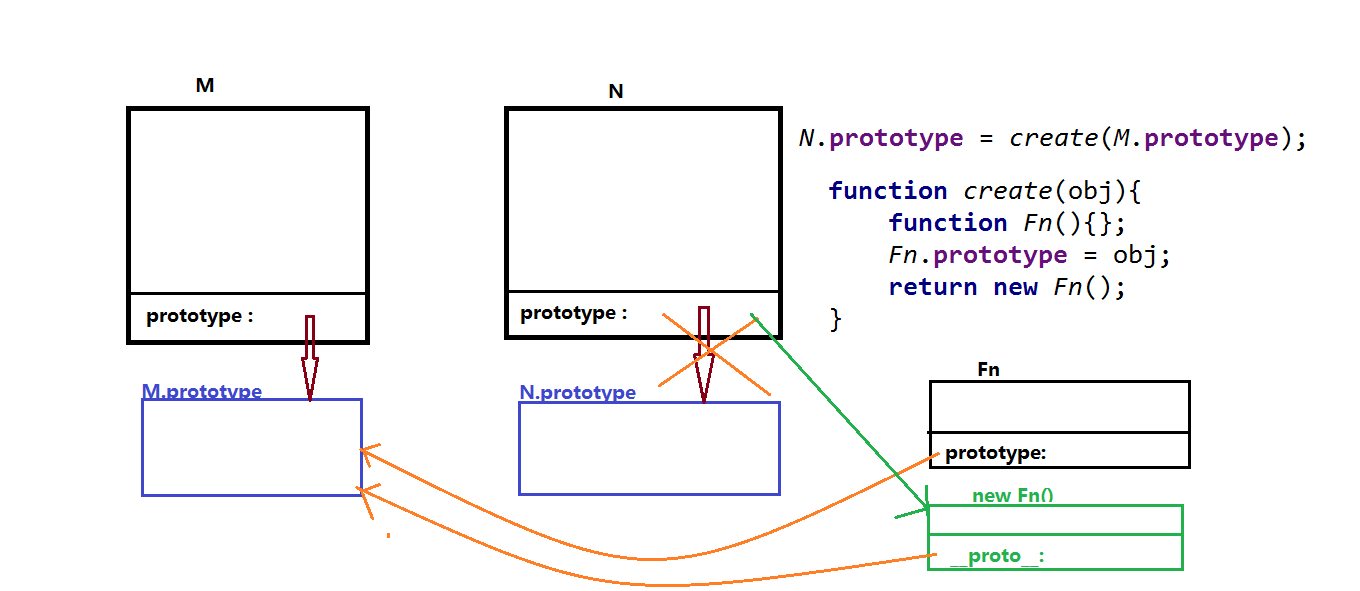 M
N
N.prototype = create(M.prototype);
function create(obj){
function Fn(){};
Fn.prototype = obj;
return new Fn();
}
prototype :
prototype :
M.prototype
N.prototype
Fn
prototype:
new Fn()
__proto__: